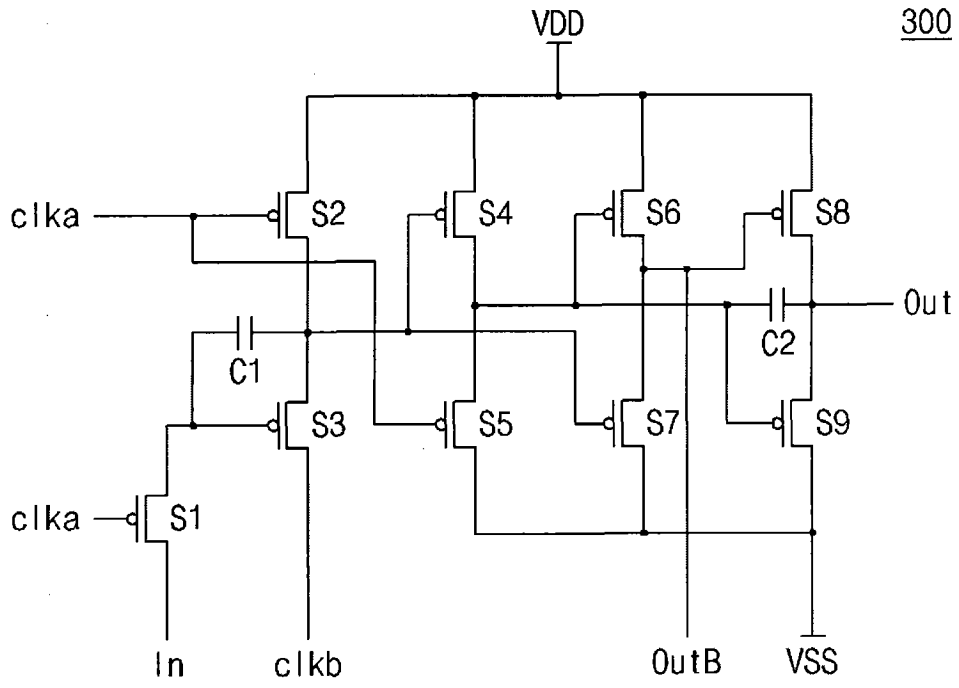 300
VDD
clka
S2
S4
S6
S8
Out
C1
C2
S3
S5
S7
S9
clka
S1
In
clkb
OutB
VSS